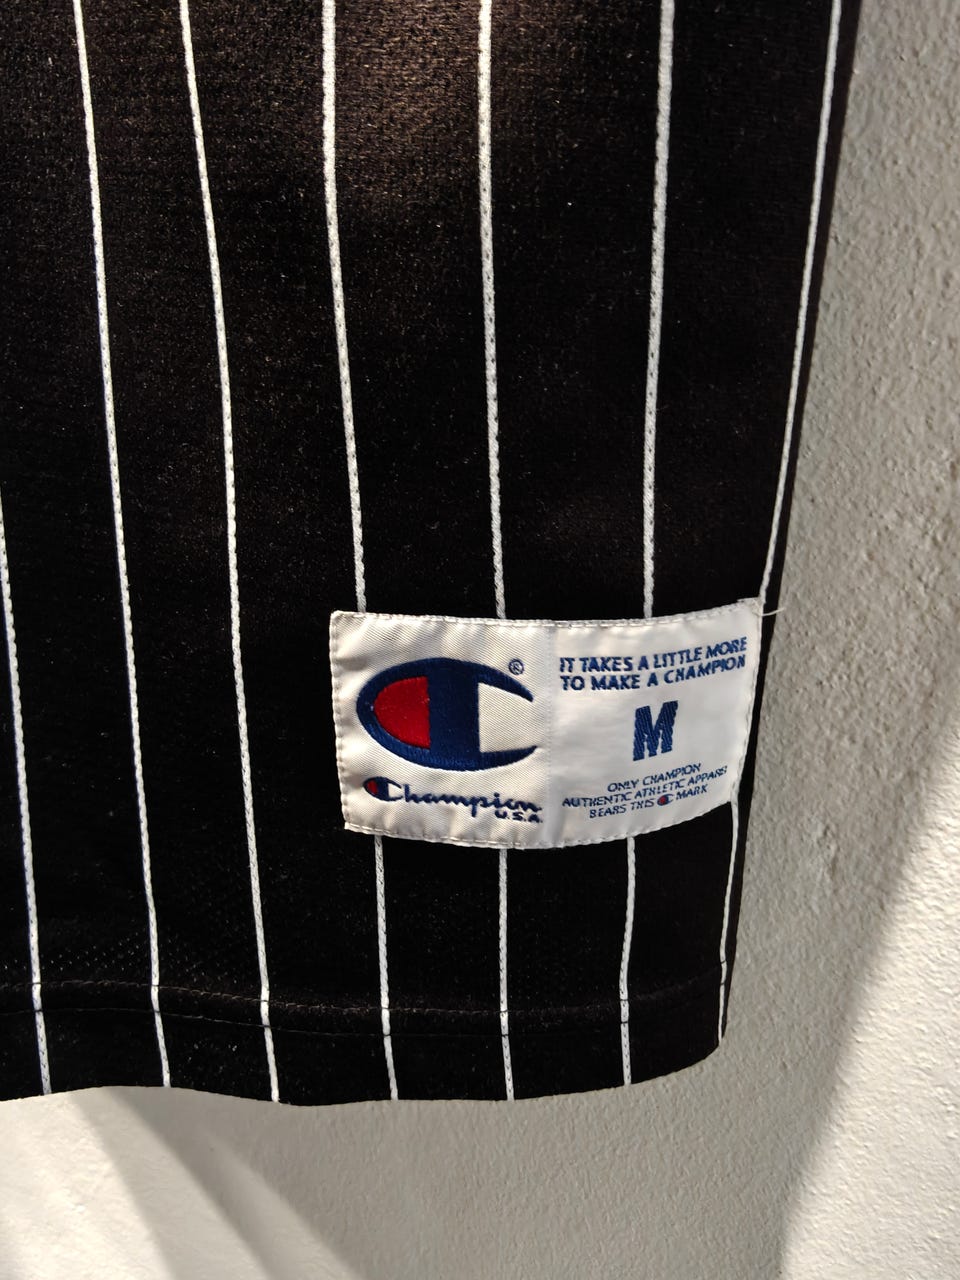 ®
Champion
U.S.A.
IT TAKES A LITTLE MORE
TO MAKE A CHAMPION
M
ONLY CHAMPION
AUTHENTIC ATHLETIC APPAREL
BEARS THIS C MARK